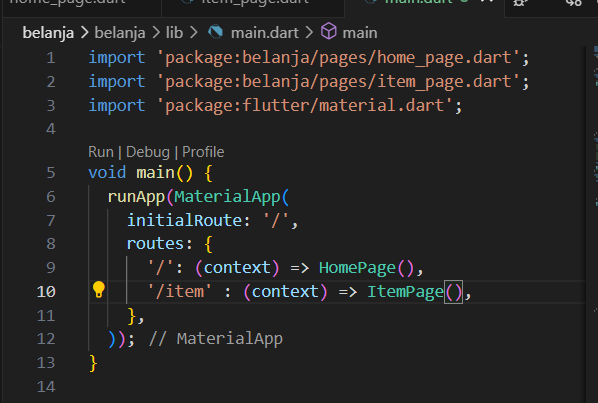 home_page.dart item_page.dart main.dart
belanja > belanja > lib > main.dart > main
1 import 'package:belanja/pages/home_page.dart';
2 import 'package:belanja/pages/item_page.dart';
3 import 'package:flutter/material.dart';
4
Run | Debug | Profile
5 void main() {
6 runApp(MaterialApp(
7 initialRoute: '/',
8 routes: {
9 '/': (context) => HomePage(),
10 '/item' : (context) => ItemPage(),
11 },
12 )); // MaterialApp
13 }
14